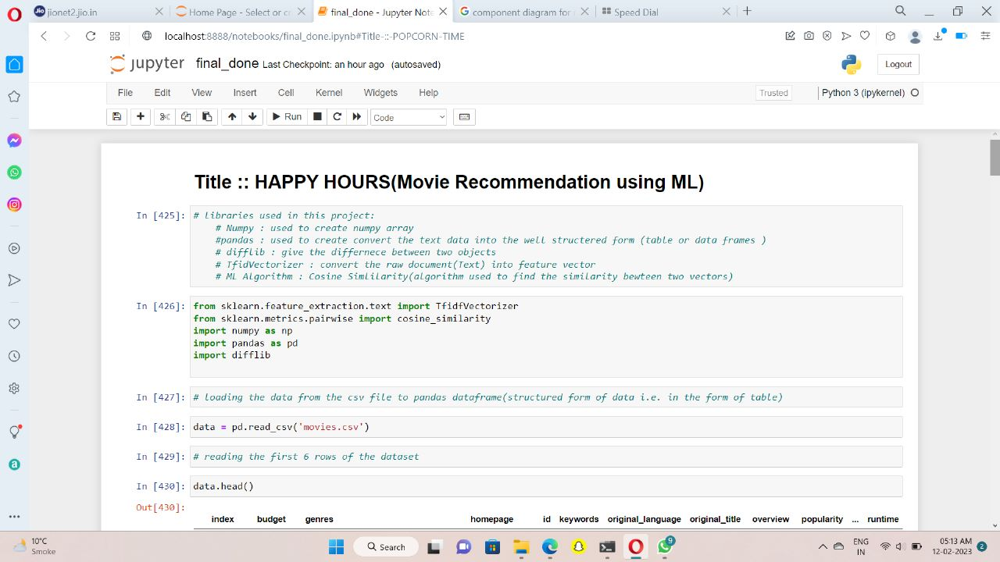 jionet2.jio.in
Home Page - Select or cr
final_done - Jupyter Note
component diagram for r
Speed Dial
localhost:8888/notebooks/final_done.ipynb#Title-::-POPCORN-TIME
jupyter final_done Last Checkpoint: an hour ago (autosaved)
Logout
File Edit View Insert Cell Kernel Widgets Help
Trusted
Python 3 (ipykernel)
Run
Code
Title :: HAPPY HOURS(Movie Recommendation using ML)
In [425]: # libraries used in this project:
# Numpy : used to create numpy array
#pandas : used to create convert the text data into the well structered form (table or data frames )
# difflib : give the differnece between two objects
# TfidVectorizer : convert the raw document(Text) into feature vector
# ML Algorithm : Cosine Simlilarity(algorithm used to find the similarity bewteen two vectors)
In [426]: from sklearn.feature_extraction.text import TfidfVectorizer
from sklearn.metrics.pairwise import cosine_similarity
import numpy as np
import pandas as pd
import difflib
In [427]: # loading the data from the csv file to pandas dataframe(structured form of data i.e. in the form of table)
In [428]: data = pd.read_csv('movies.csv')
In [429]: # reading the first 6 rows of the dataset
In [430]: data.head()
Out[430]:
index budget genres homepage id keywords original_language original_title overview popularity ... runtime
10°C
Smoke
Search
9
ENG
IN
05:13 AM
12-02-2023
2